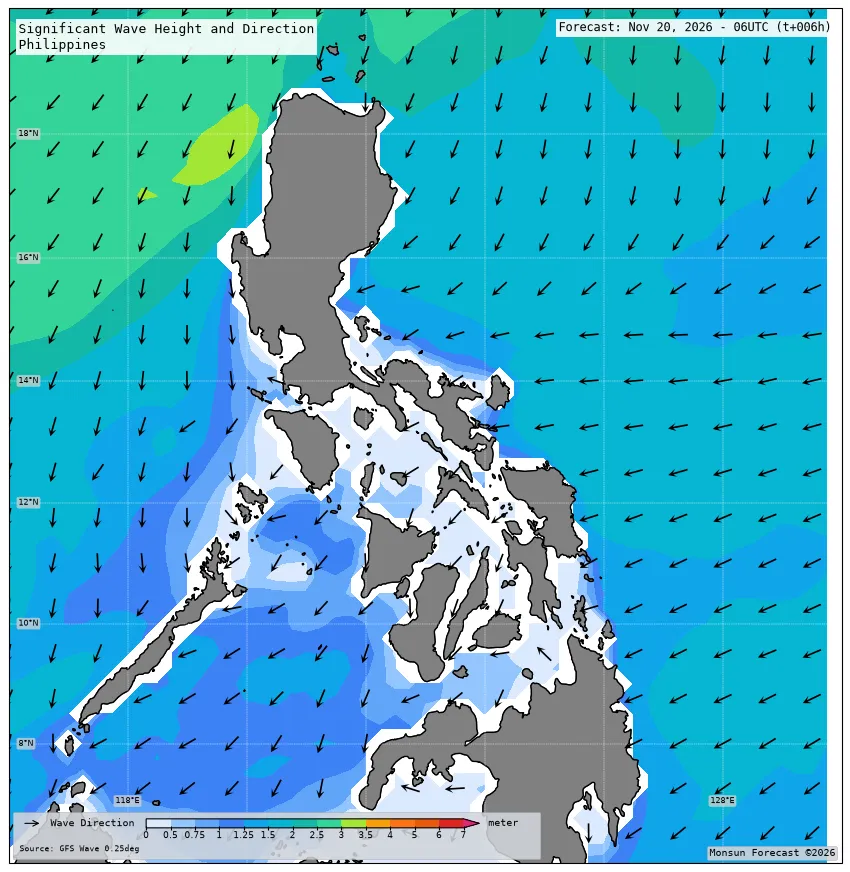 Significant Wave Height and Direction
Philippines
Forecast: Nov 20, 2026 - 06UTC (t+006h)
18°N
16°N
14°N
12°N
10°N
8°N
118°E
128°E
Wave Direction
meter
0 0.5 0.75 1 1.25 1.5 2 2.5 3 3.5 4 5 6 7
Source: GFS Wave 0.25deg
Monsun Forecast ©2026